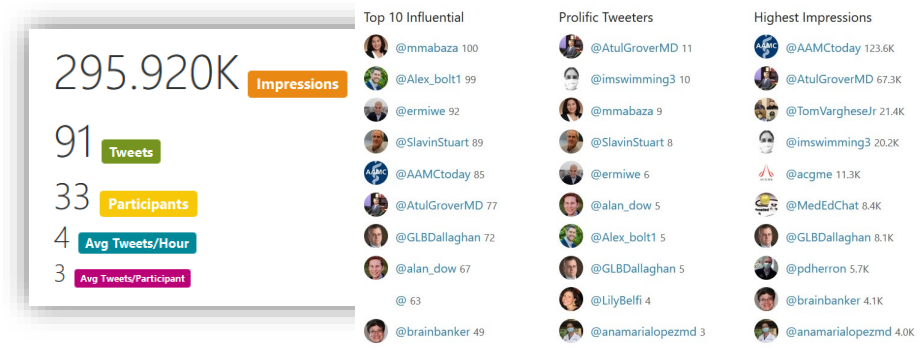 295.920K Impressions
91 Tweets
33 Participants
4 Avg Tweets/Hour
3 Avg Tweets/Participant
Top 10 Influential
@mmabaza 100
@Alex_bolt1 99
@ermiwe 92
@SlavinStuart 89
AAMC
@AAMCtoday 85
@AtulGroverMD 77
@GLBDallaghan 72
@alan_dow 67
@ 63
@brainbanker 49
Prolific Tweeters
@AtulGroverMD 11
@imswimming3 10
@mmabaza 9
@SlavinStuart 8
@ermiwe 6
@alan_dow 5
@Alex_bolt1 5
@GLBDallaghan 5
@LilyBelfi 4
@anamarialopezmd 3
Highest Impressions
AAMC
@AAMCtoday 123.6K
@AtulGroverMD 67.3K
@TomVargheseJr 21.4K
@imswimming3 20.2K
@acgme 11.3K
@MedEdChat 8.4K
@GLBDallaghan 8.1K
@pdherron 5.7K
@brainbanker 4.1K
@anamarialopezmd 4.0K